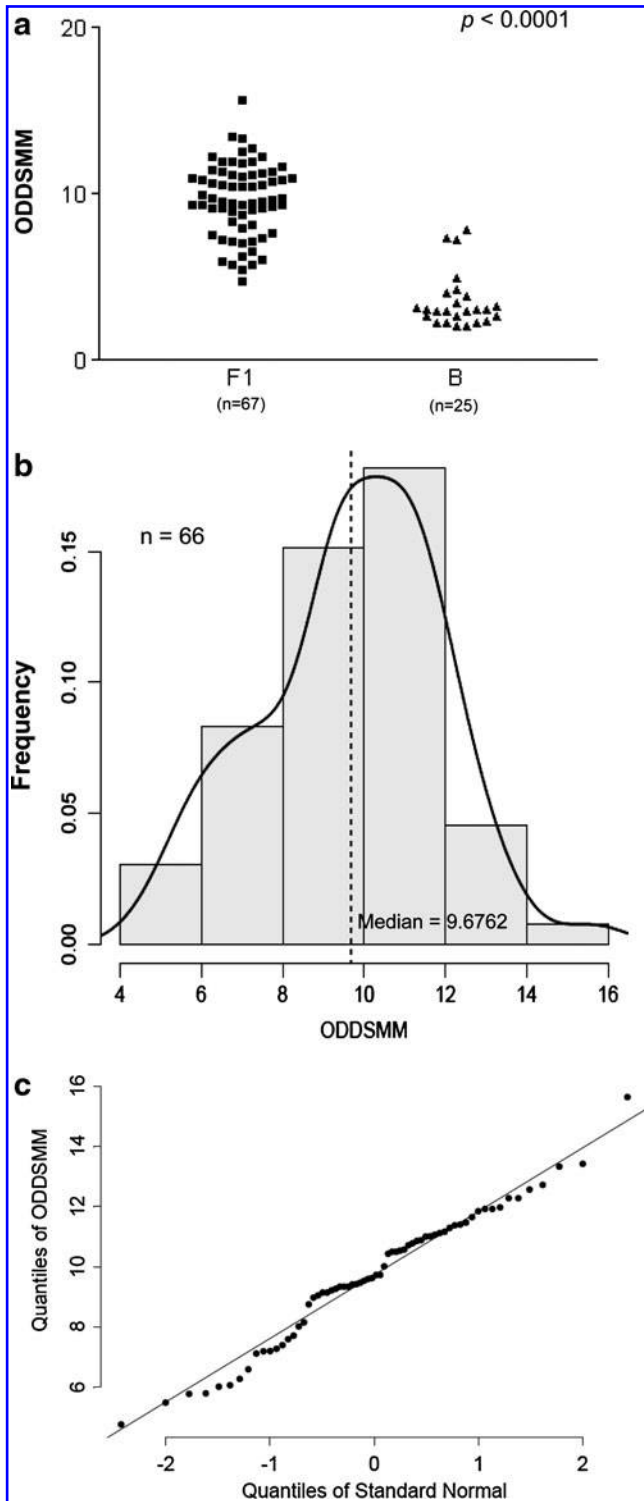 a
p < 0.0001
20
10
0
ODDSMM
F1
B
(n=67)
(n=25)
b
n = 66
0.15
0.10
0.05
0.00
Frequency
Median = 9.6762
4 6 8 10 12 14 16
ODDSMM
c
16
14
12
10
8
6
Quantiles of ODDSMM
-2 -1 0 1 2
Quantiles of Standard Normal